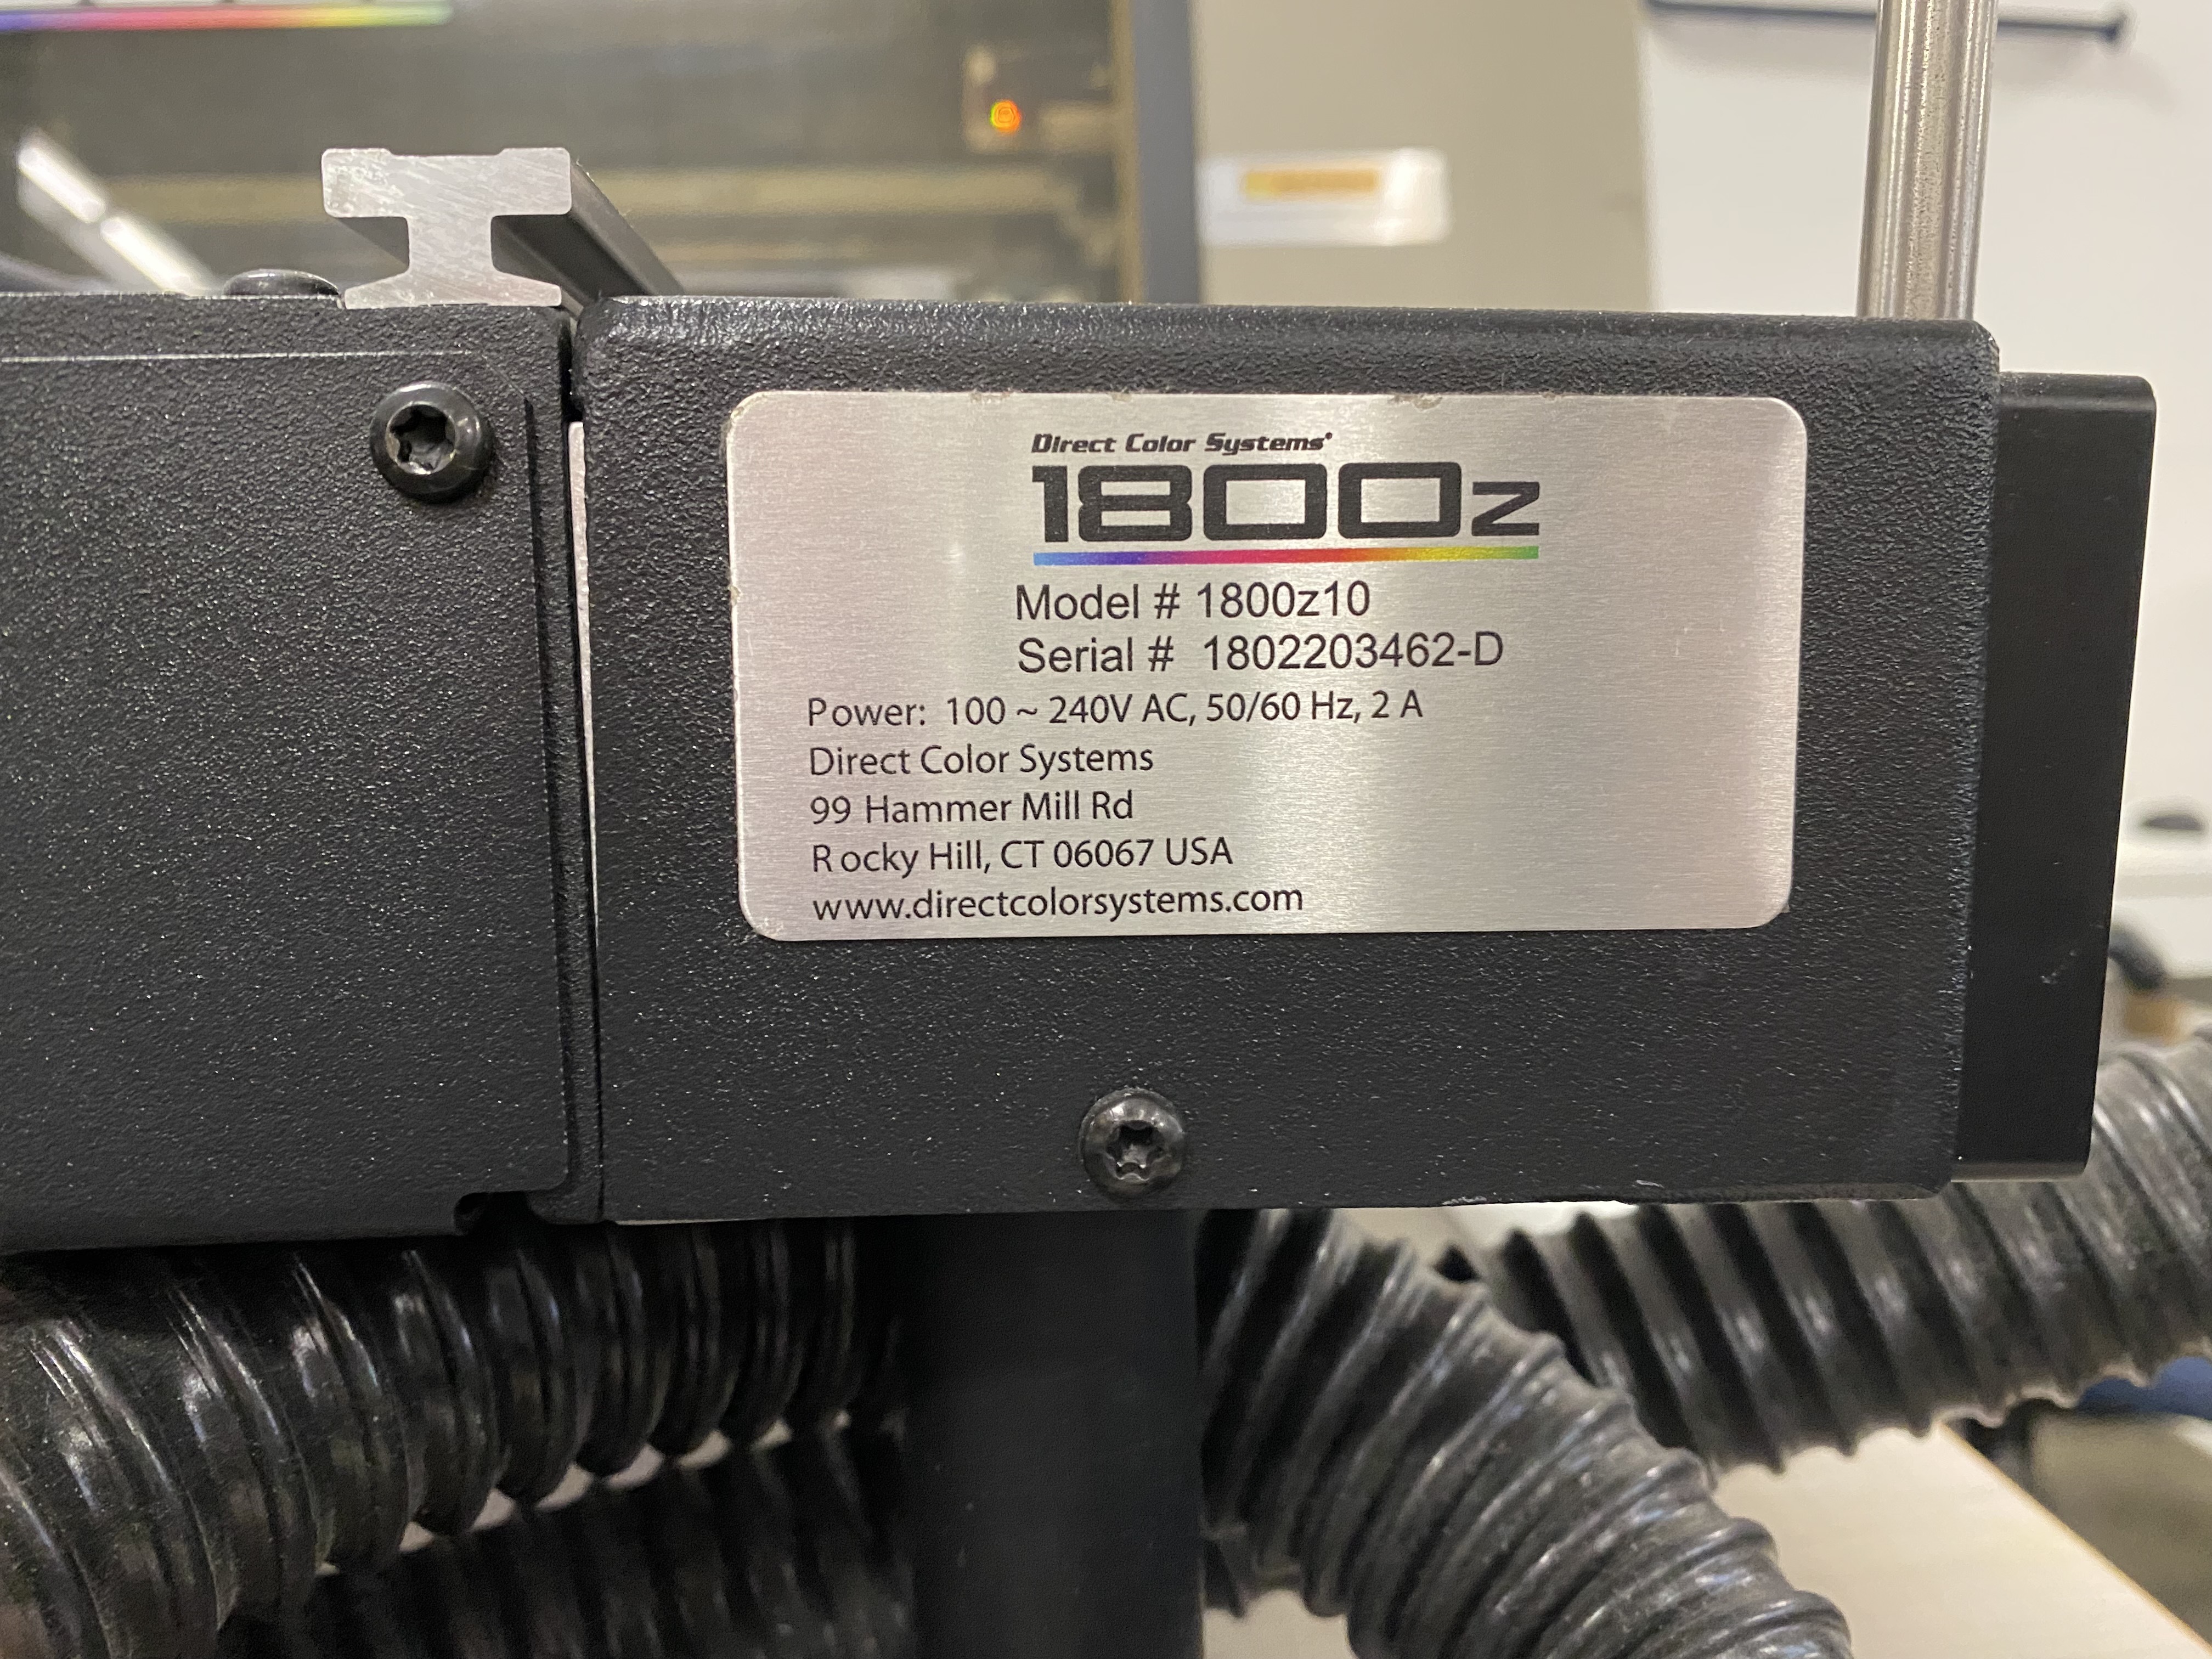 Direct Color Systems®
1800z
Model # 1800z10
Serial # 1802203462-D
Power: 100 ~ 240V AC, 50/60 Hz, 2 A
Direct Color Systems
99 Hammer Mill Rd
Rocky Hill, CT 06067 USA
www.directcolorsystems.com